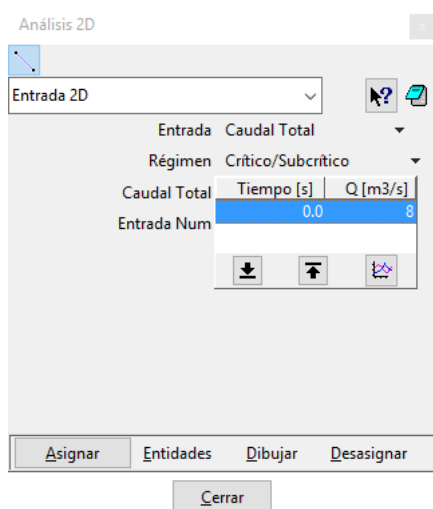 Análisis 2D
x
Entrada 2D
?
Entrada Caudal Total
Régimen Crítico/Subcrítico
Caudal Total Tiempo [s] Q [m3/s]
0.0 8
Entrada Num
Asignar Entidades Dibujar Desasignar
Cerrar